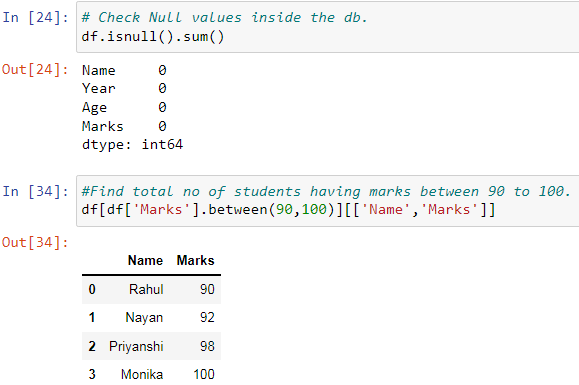 In [24]: # Check Null values inside the db.
df.isnull().sum()
Out[24]: Name 0
Year 0
Age 0
Marks 0
dtype: int64
In [34]: #Find total no of students having marks between 90 to 100.
df[df['Marks'].between(90,100)][['Name','Marks']]
Out[34]:
Name Marks
0 Rahul 90
1 Nayan 92
2 Priyanshi 98
3 Monika 100